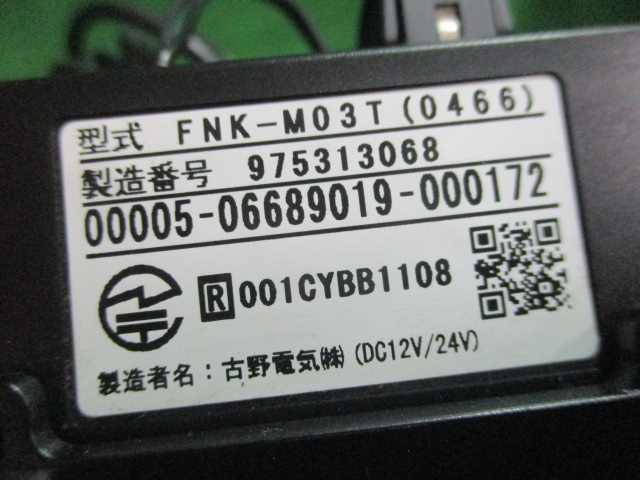 型式 FNK-M03T(0466)
製造番号 975313068
00005-06689019-000172
R 001CYBB1108
製造者名：古野電気㈱(DC12V/24V)